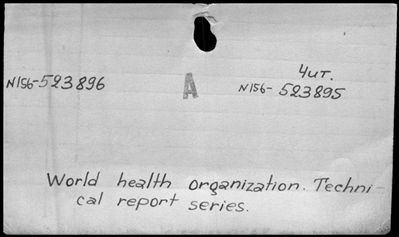 Чит.
N156-523896
A
N156-523895
World health organization. Techni-
cal report series.